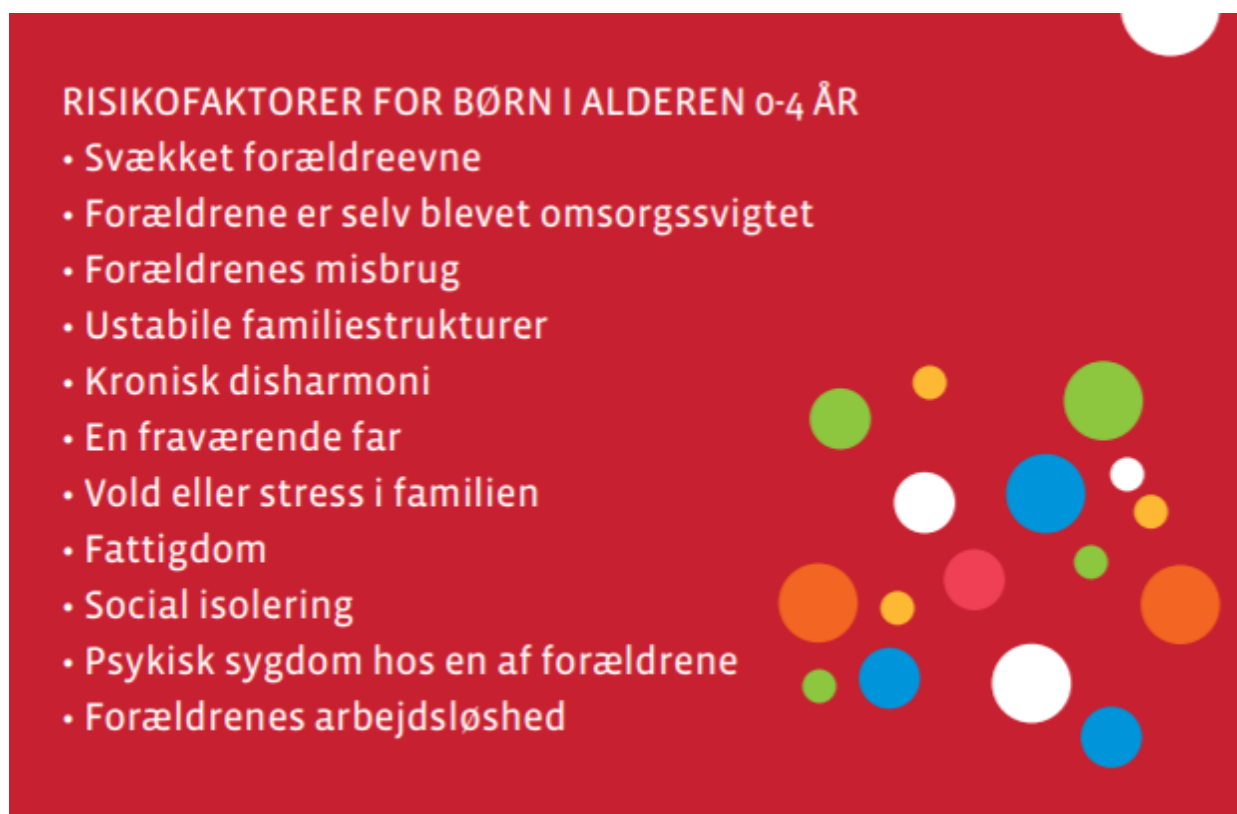 RISIKOFAKTORER FOR BØRN I ALDEREN 0-4 ÅR
• Svækket forældreevne
• Forældrene er selv blevet omsorgssvigtet
• Forældrenes misbrug
• Ustabile familiestrukturer
• Kronisk disharmoni
• En fraværende far
• Vold eller stress i familien
• Fattigdom
• Social isolering
• Psykisk sygdom hos en af forældrene
• Forældrenes arbejdsløshed